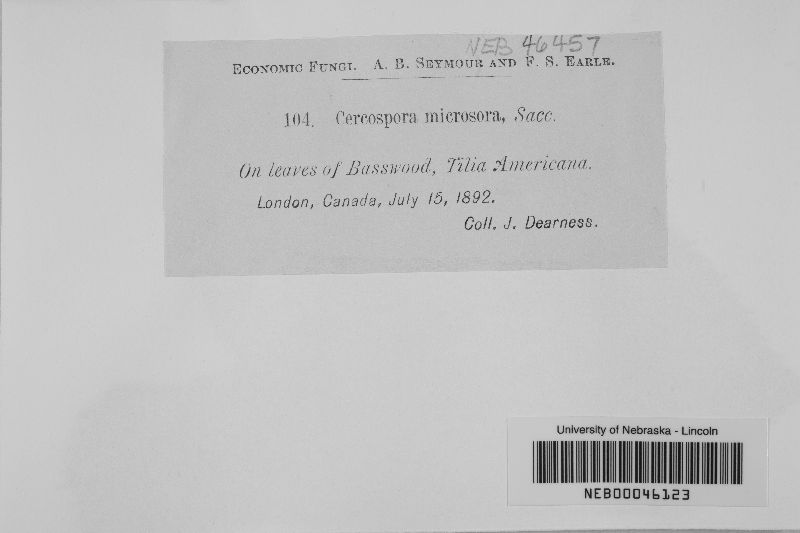 NEB 46457
Economic Fungi. A. B. Seymour and F. S. Earle.
104. Cercospora microsora, Sacc.
On leaves of Basswood, Tilia Americana.
London, Canada, July 15, 1892.
Coll. J. Dearness.
University of Nebraska - Lincoln
NEB00046123